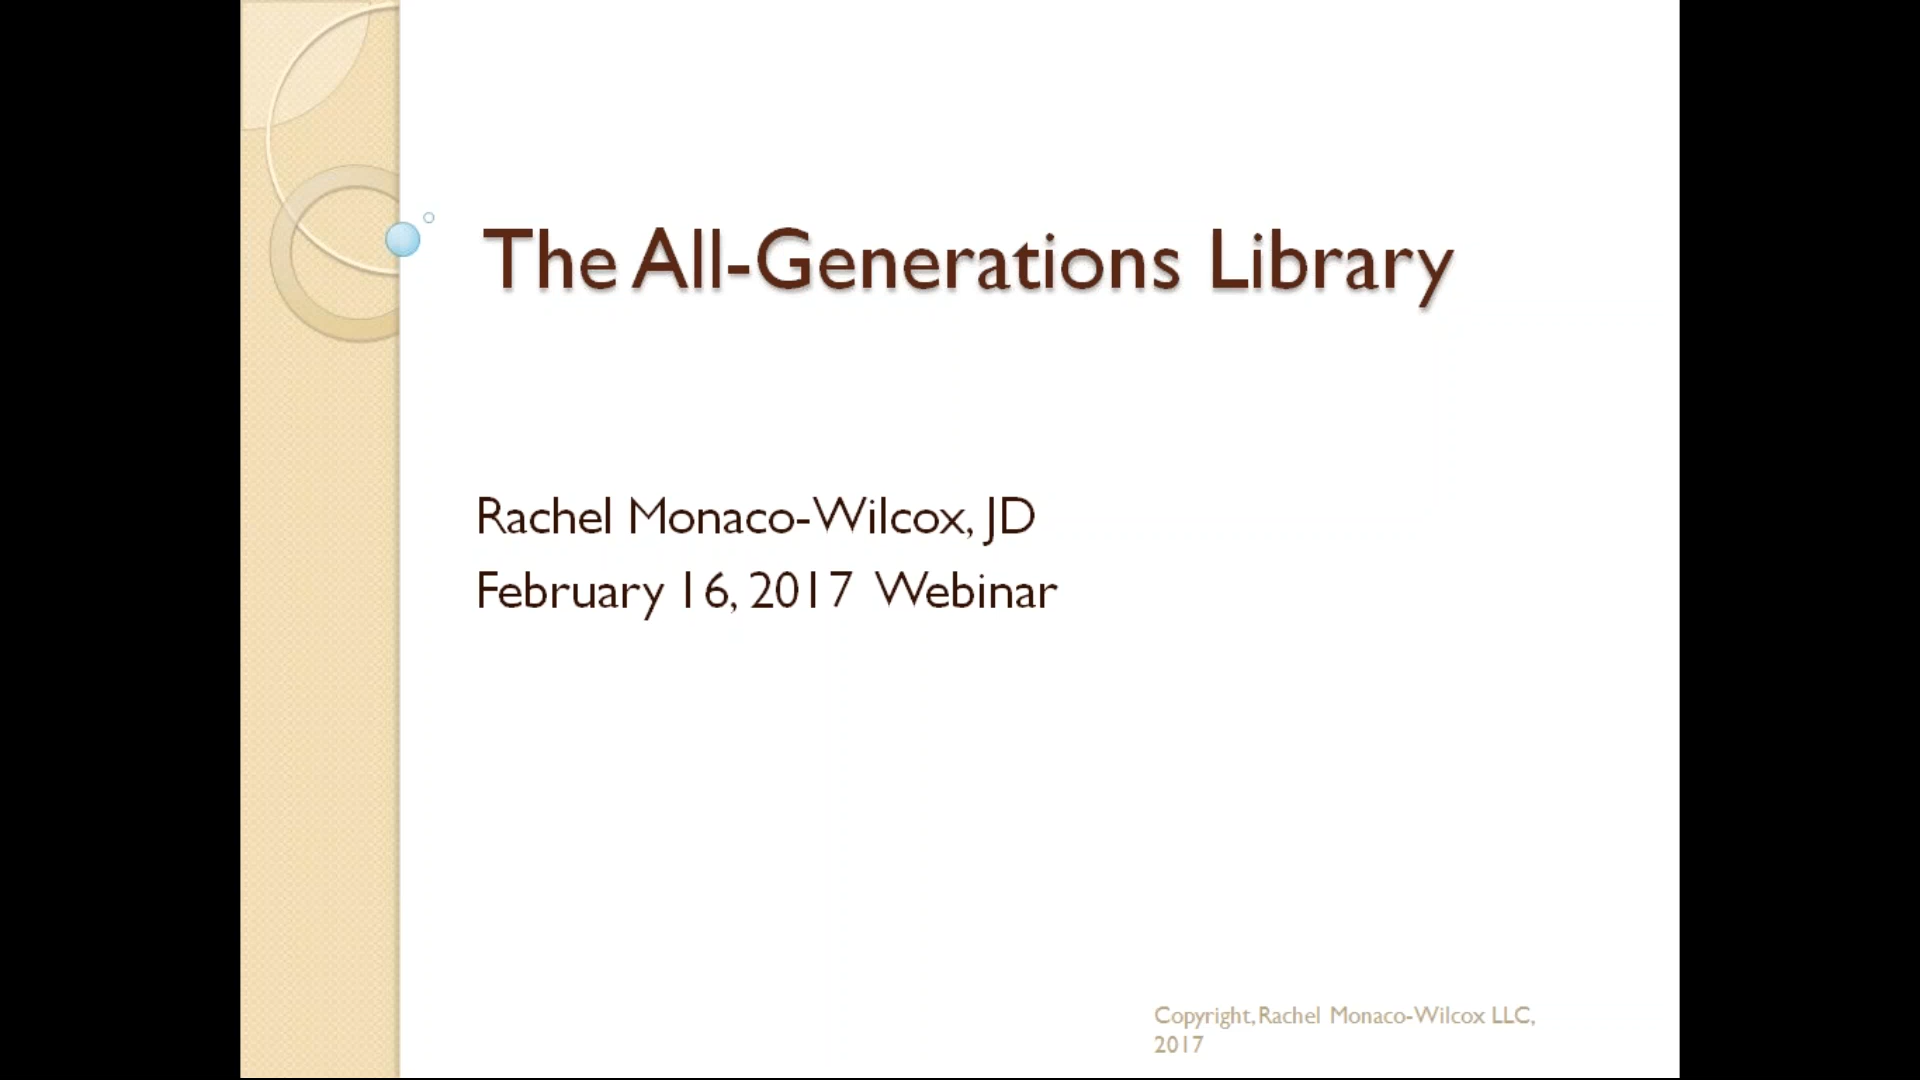 The All-Generations Library
Rachel Monaco-Wilcox, JD
February 16, 2017 Webinar
Copyright, Rachel Monaco-Wilcox LLC,
2017